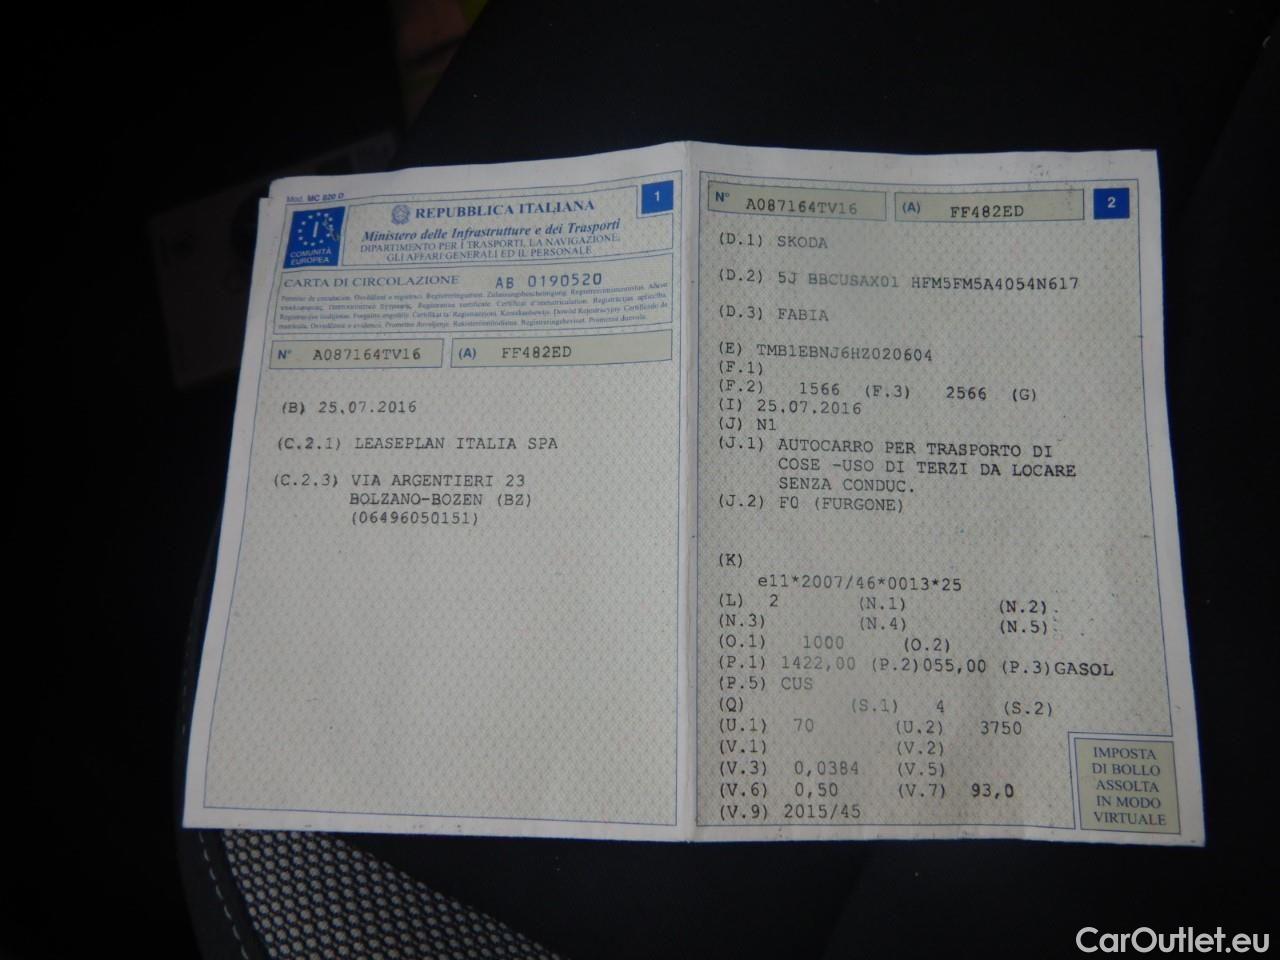 Mod. MC 820 D
1
COMUNITÀ
EUROPEA
REPUBBLICA ITALIANA
Ministero delle Infrastrutture e dei Trasporti
DIPARTIMENTO PER I TRASPORTI, LA NAVIGAZIONE,
GLI AFFARI GENERALI ED IL PERSONALE
CARTA DI CIRCOLAZIONE AB 0190520
N° A087164TV16 (A) FF482ED
(B) 25.07.2016
(C.2.1) LEASEPLAN ITALIA SPA
(C.2.3) VIA ARGENTIERI 23
BOLZANO-BOZEN (BZ)
(06496050151)
N° A087164TV16 (A) FF482ED 2
(D.1) SKODA
(D.2) 5J BBCUSAX01 HFM5FM5A4054N617
(D.3) FABIA
(E) TMB1EBNJ6HZ020604
(F.1)
(F.2) 1566 (F.3) 2566 (G)
(I) 25.07.2016
(J) N1
(J.1) AUTOCARRO PER TRASPORTO DI
COSE -USO DI TERZI DA LOCARE
SENZA CONDUC.
(J.2) F0 (FURGONE)
(K)
e11*2007/46*0013*25
(L) 2 (N.1) (N.2)
(N.3) (N.4) (N.5)
(O.1) 1000 (O.2)
(P.1) 1422,00 (P.2)055,00 (P.3)GASOL
(P.5) CUS
(Q) (S.1) 4 (S.2)
(U.1) 70 (U.2) 3750
(V.1) (V.2)
(V.3) 0,0384 (V.5)
(V.6) 0,50 (V.7) 93,0
(V.9) 2015/45
IMPOSTA
DI BOLLO
ASSOLTA
IN MODO
VIRTUALE
CarOutlet.eu